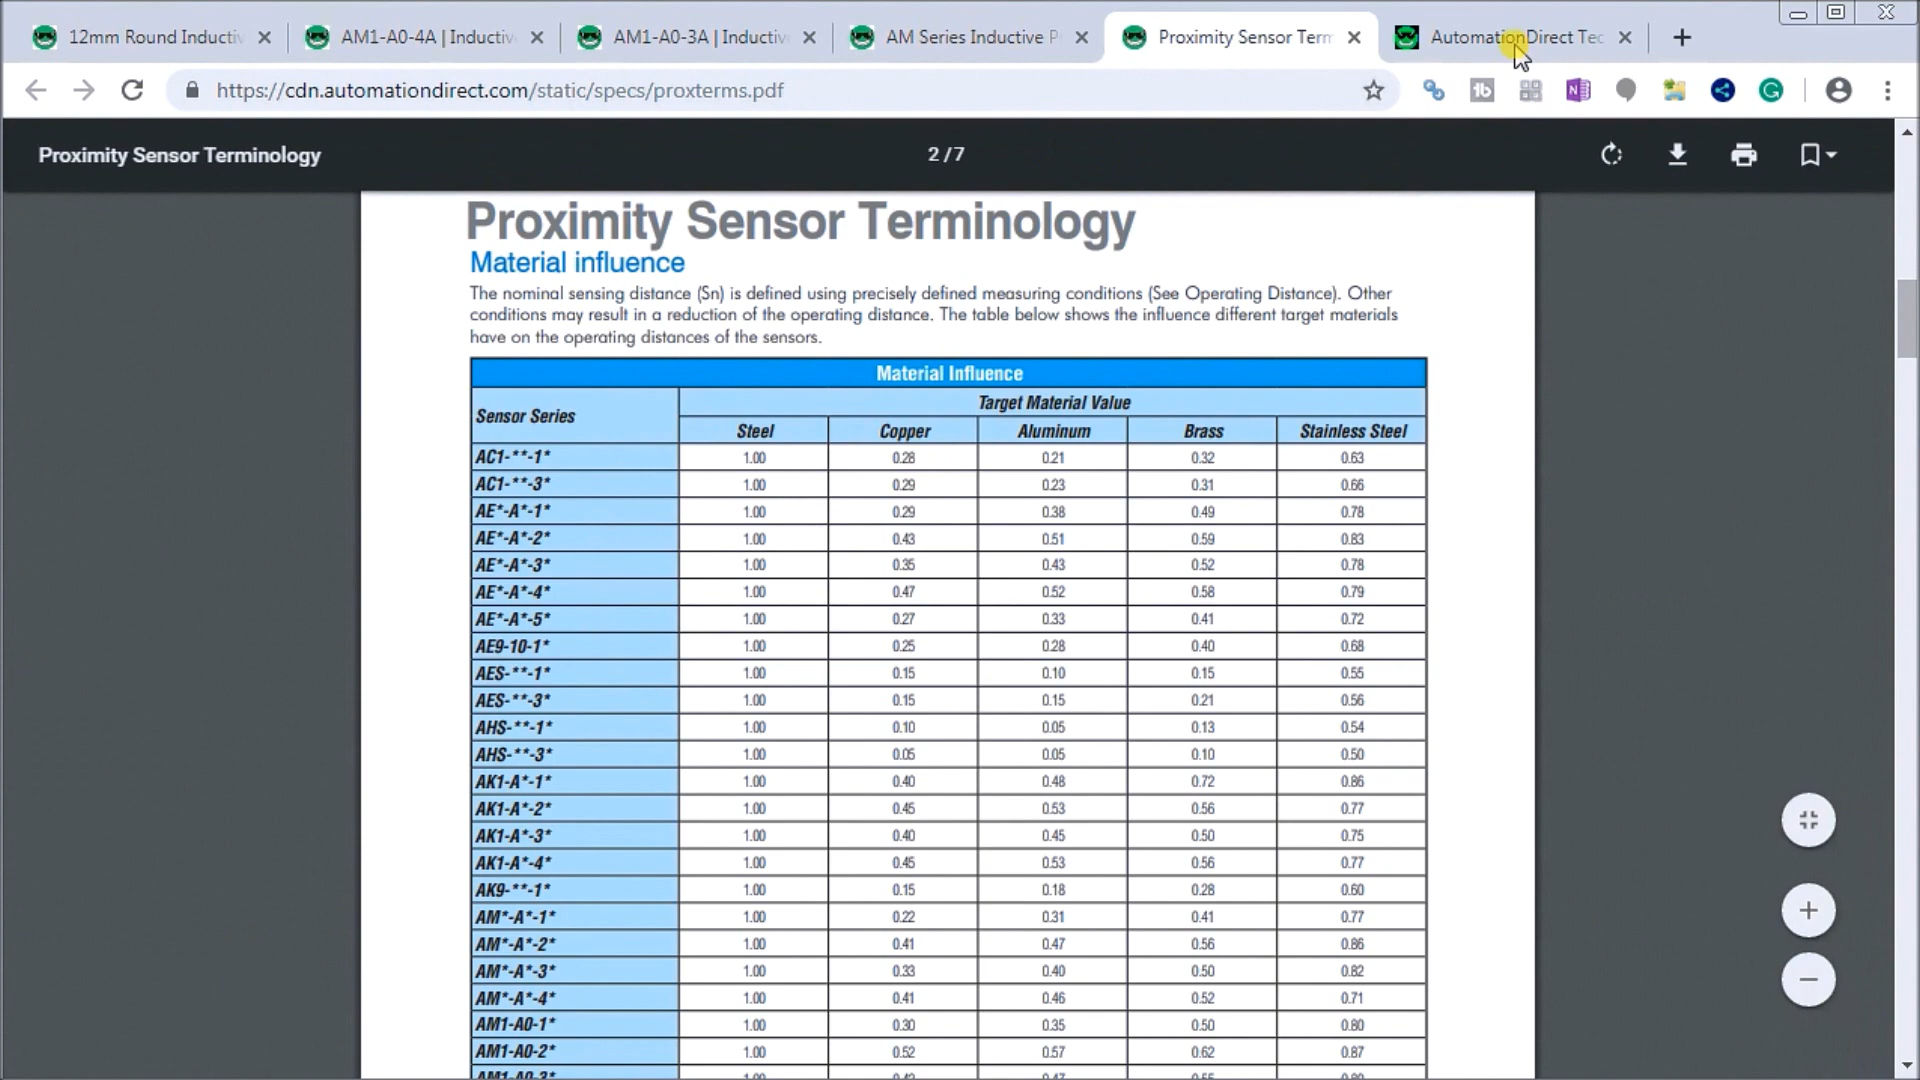 12mm Round Inductiv
AM1-A0-4A | Inductiv
AM1-A0-3A | Inductiv
AM Series Inductive P
Proximity Sensor Term
AutomationDirect Tec
https://cdn.automationdirect.com/static/specs/proxterms.pdf
Proximity Sensor Terminology
2 / 7
Proximity Sensor Terminology
Material influence
The nominal sensing distance (Sn) is defined using precisely defined measuring conditions (See Operating Distance). Other
conditions may result in a reduction of the operating distance. The table below shows the influence different target materials
have on the operating distances of the sensors.
Material Influence
Sensor Series
Target Material Value
Steel Copper Aluminum Brass Stainless Steel
AC1-**-1* 1.00 0.28 0.21 0.32 0.63
AC1-**-3* 1.00 0.29 0.23 0.31 0.66
AE*-A*-1* 1.00 0.29 0.38 0.49 0.78
AE*-A*-2* 1.00 0.43 0.51 0.59 0.83
AE*-A*-3* 1.00 0.35 0.43 0.52 0.78
AE*-A*-4* 1.00 0.47 0.52 0.58 0.79
AE*-A*-5* 1.00 0.27 0.33 0.41 0.72
AE9-10-1* 1.00 0.25 0.28 0.40 0.68
AES-**-1* 1.00 0.15 0.10 0.15 0.55
AES-**-3* 1.00 0.15 0.15 0.21 0.56
AHS-**-1* 1.00 0.10 0.05 0.13 0.54
AHS-**-3* 1.00 0.05 0.05 0.10 0.50
AK1-A*-1* 1.00 0.40 0.48 0.72 0.86
AK1-A*-2* 1.00 0.45 0.53 0.56 0.77
AK1-A*-3* 1.00 0.40 0.45 0.50 0.75
AK1-A*-4* 1.00 0.45 0.53 0.56 0.77
AK9-**-1* 1.00 0.15 0.18 0.28 0.60
AM*-A*-1* 1.00 0.22 0.31 0.41 0.77
AM*-A*-2* 1.00 0.41 0.47 0.56 0.86
AM*-A*-3* 1.00 0.33 0.40 0.50 0.82
AM*-A*-4* 1.00 0.41 0.46 0.52 0.71
AM1-A0-1* 1.00 0.30 0.35 0.50 0.80
AM1-A0-2* 1.00 0.52 0.57 0.62 0.87